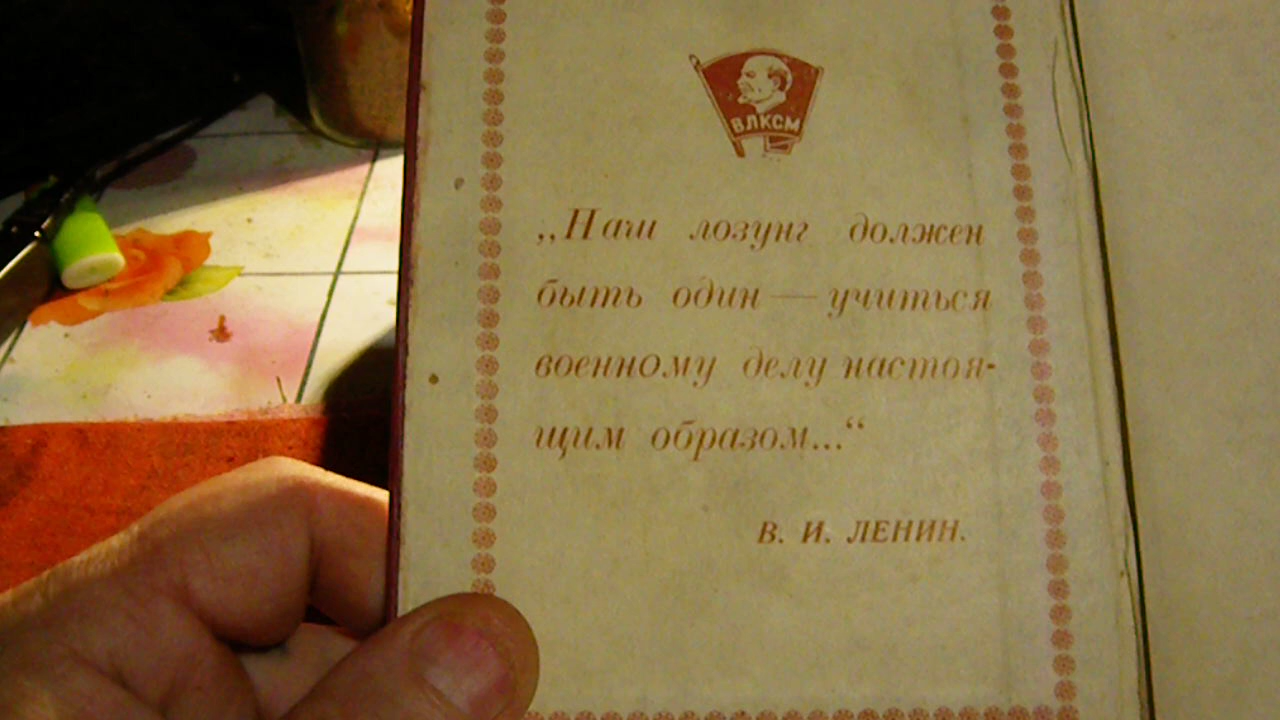 ВЛКСМ
„Наш лозунг должен
быть один — учиться
военному делу настоя-
щим образом...“
В. И. ЛЕНИН.